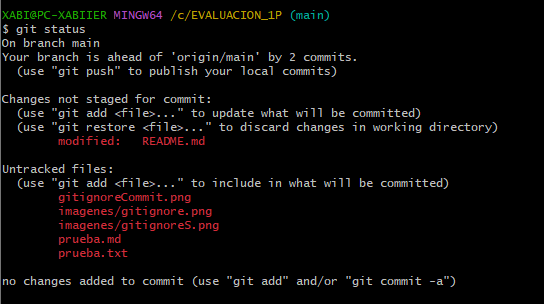 XABI@PC-XABIIER MINGW64 /c/EVALUACION_1P (main)
$ git status
On branch main
Your branch is ahead of 'origin/main' by 2 commits.
  (use "git push" to publish your local commits)

Changes not staged for commit:
  (use "git add <file>..." to update what will be committed)
  (use "git restore <file>..." to discard changes in working directory)
        modified:   README.md

Untracked files:
  (use "git add <file>..." to include in what will be committed)
        gitignoreCommit.png
        imagenes/gitignore.png
        imagenes/gitignoreS.png
        prueba.md
        prueba.txt

no changes added to commit (use "git add" and/or "git commit -a")